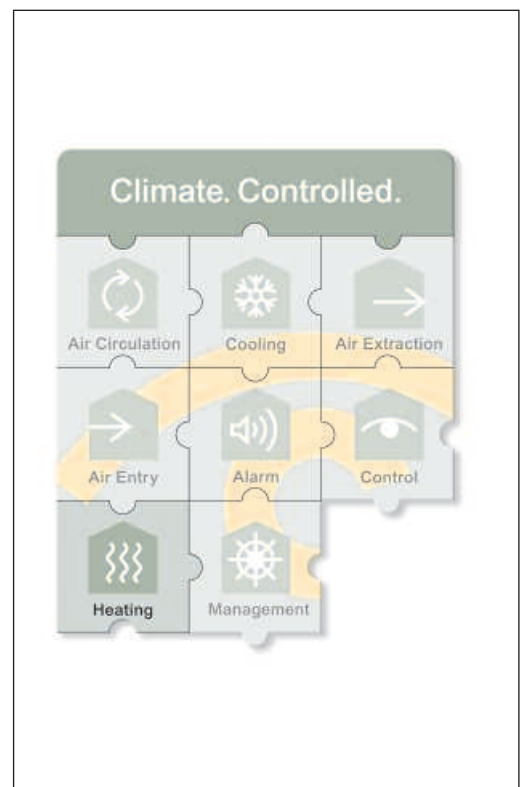 Climate. Controlled.
Air Circulation
Cooling
Air Extraction
Air Entry
Alarm
Control
Heating
Management